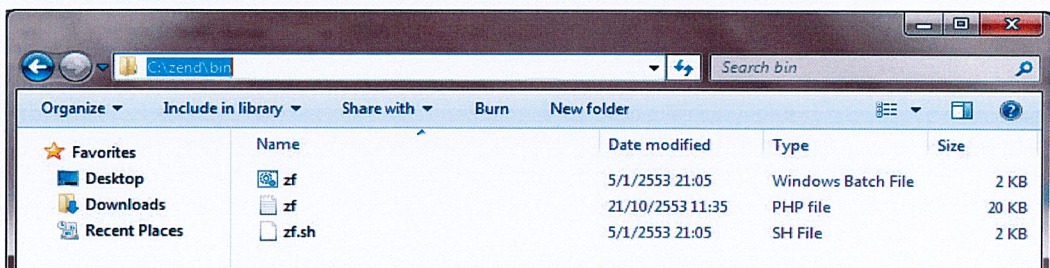 C:\zend\bin
Search bin
Organize Include in library Share with Burn New folder
Favorites
Desktop
Downloads
Recent Places
Name Date modified Type Size
zf 5/1/2553 21:05 Windows Batch File 2 KB
zf 21/10/2553 11:35 PHP file 20 KB
zf.sh 5/1/2553 21:05 SH File 2 KB